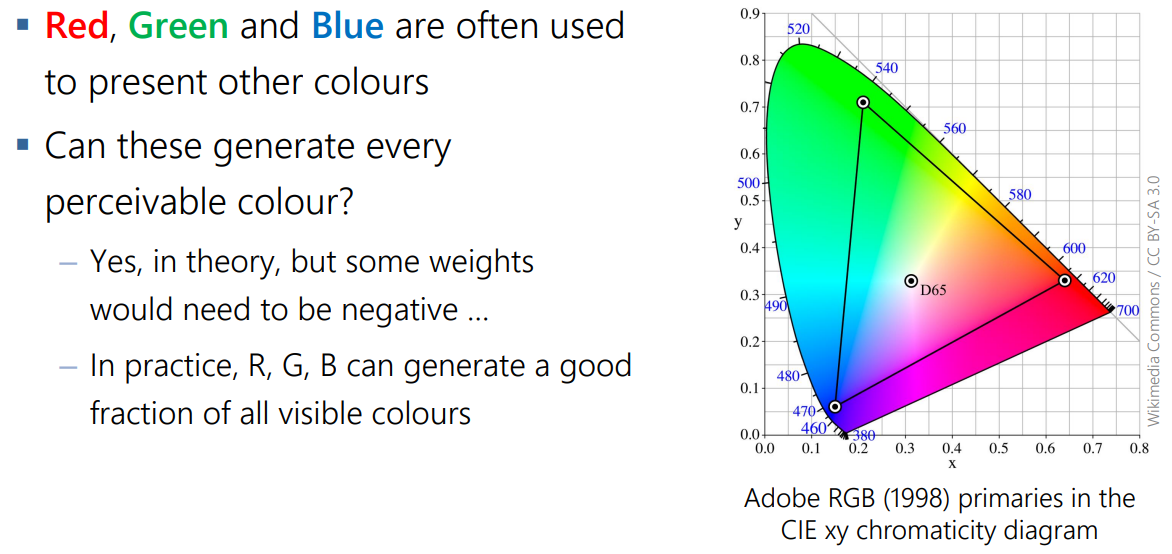 ▪ Red, Green and Blue are often used
to present other colours
▪ Can these generate every
perceivable colour?
– Yes, in theory, but some weights
would need to be negative ...
– In practice, R, G, B can generate a good
fraction of all visible colours
0.9
0.8
0.7
0.6
0.5
0.4
0.3
0.2
0.1
0.0
y
520
540
560
580
600
620
700
500
490
480
470
460
380
D65
0.0 0.1 0.2 0.3 0.4 0.5 0.6 0.7 0.8
x
Wikimedia Commons / CC BY-SA 3.0
Adobe RGB (1998) primaries in the
CIE xy chromaticity diagram